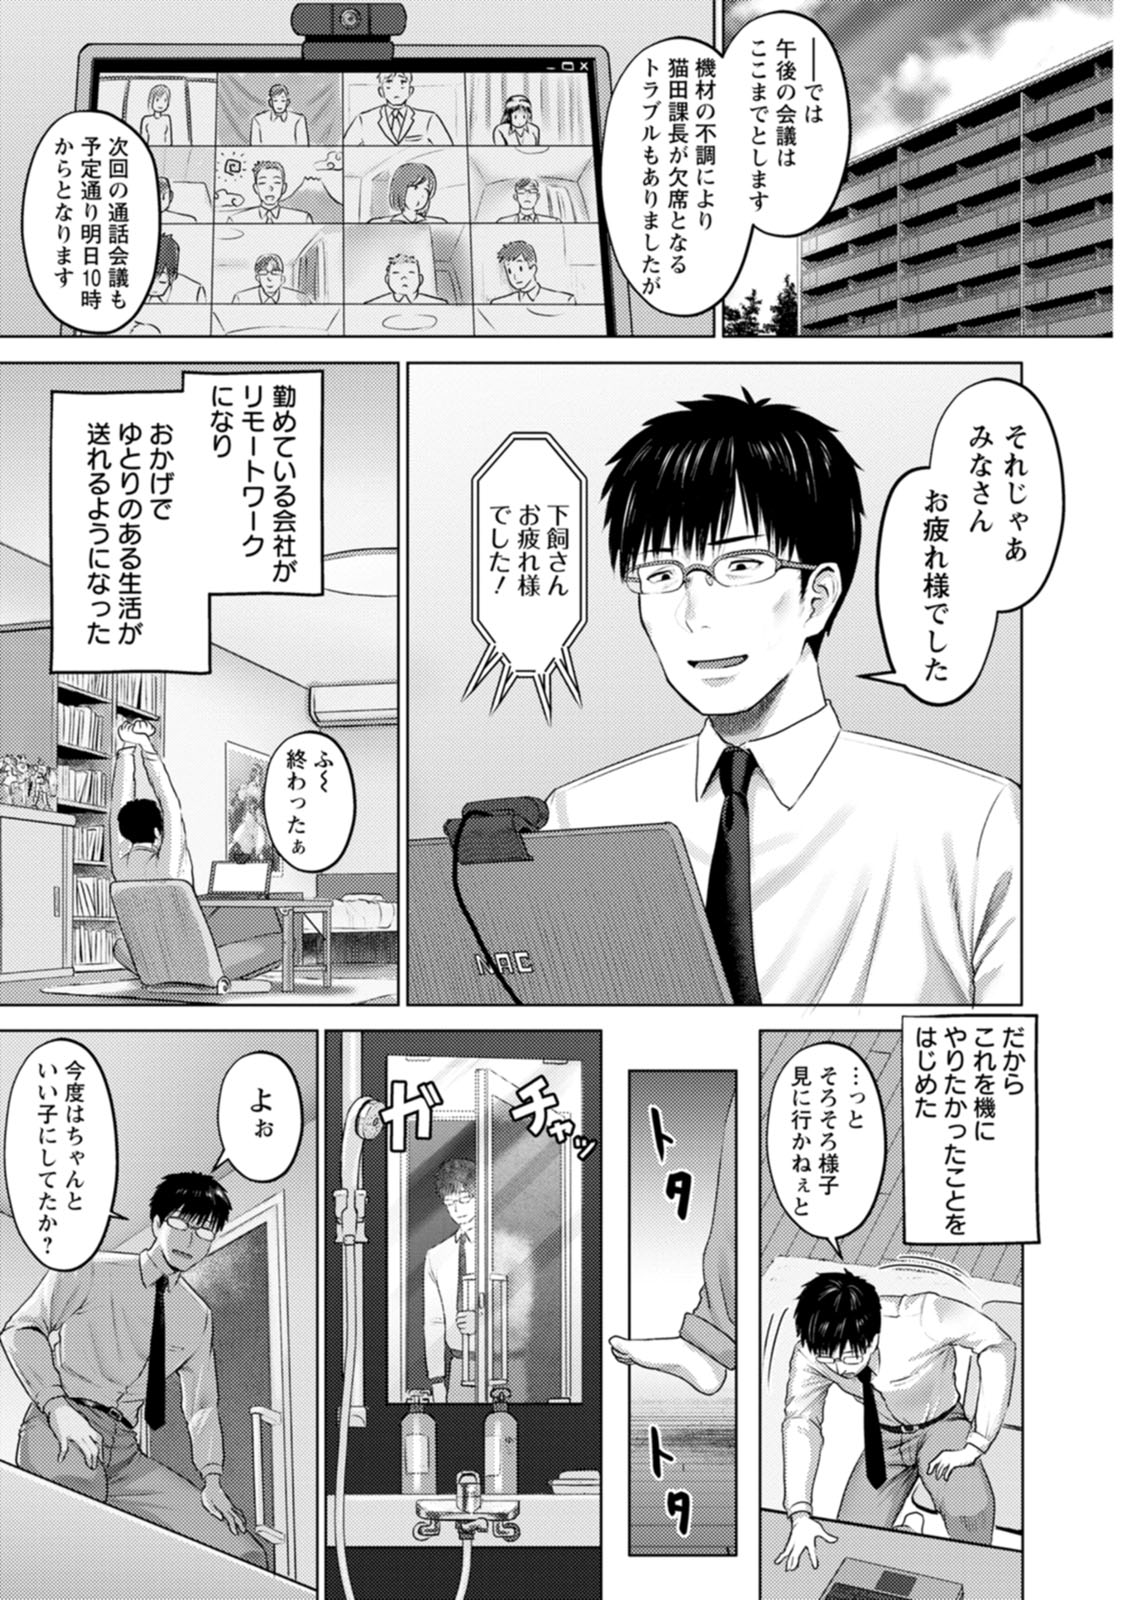 ――では
午後の会議は
ここまでとします
機材の不調により
猫田課長が欠席となる
トラブルもありましたが
次回の通話会議も
予定通り明日10時
からとなります
それじゃあ
みなさん
お疲れ様でした
下飼さん
お疲れ様
でした！
NAC
勤めている会社が
リモートワーク
になり
おかげで
ゆとりのある生活が
送れるようになった
ふ〜
終わったぁ
だから
これを機に
やりたかったことを
はじめた
…っと
そろそろ様子
見に行かねぇと
トタ
トタ
ガチャッ
よぉ
今度はちゃんと
いい子にしてたか？